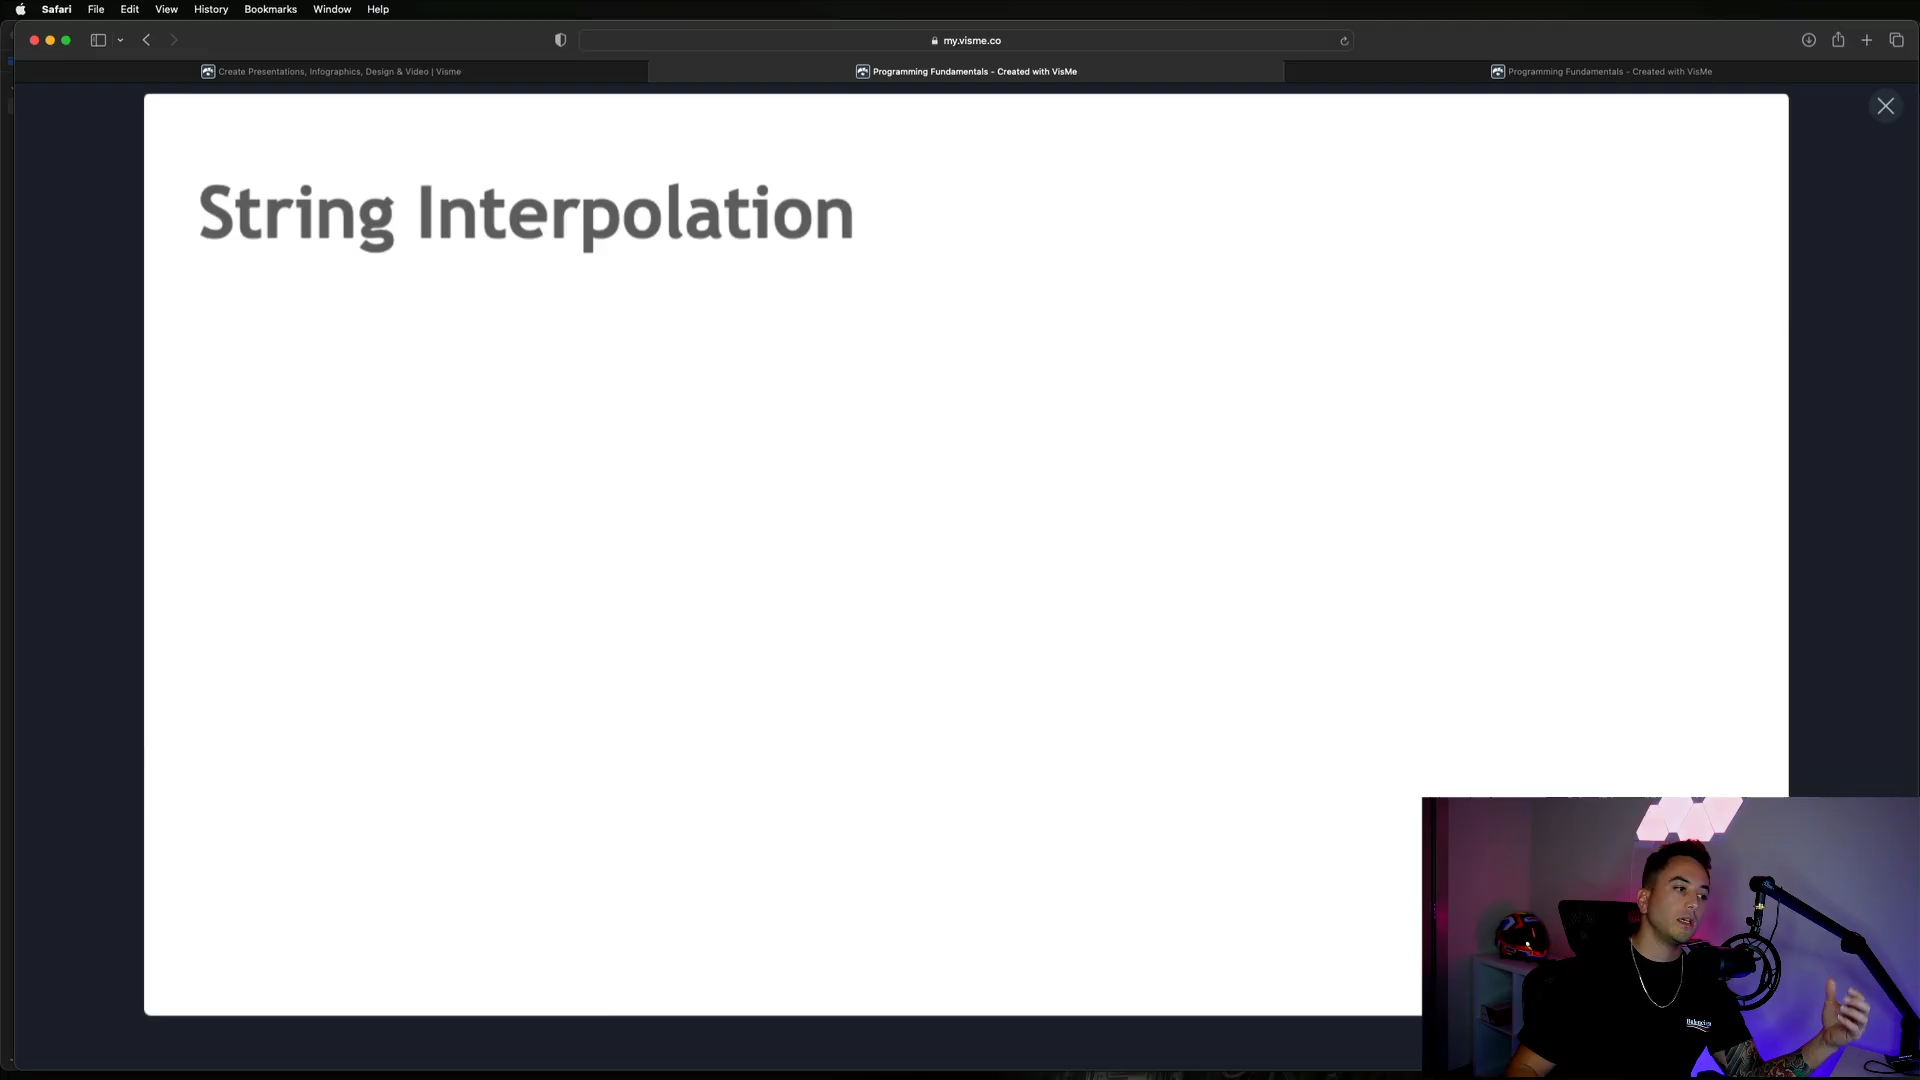 Safari File Edit View History Bookmarks Window Help
my.visme.co
Create Presentations, Infographics, Design & Video | Visme
Programming Fundamentals - Created with VisMe
Programming Fundamentals - Created with VisMe
String Interpolation